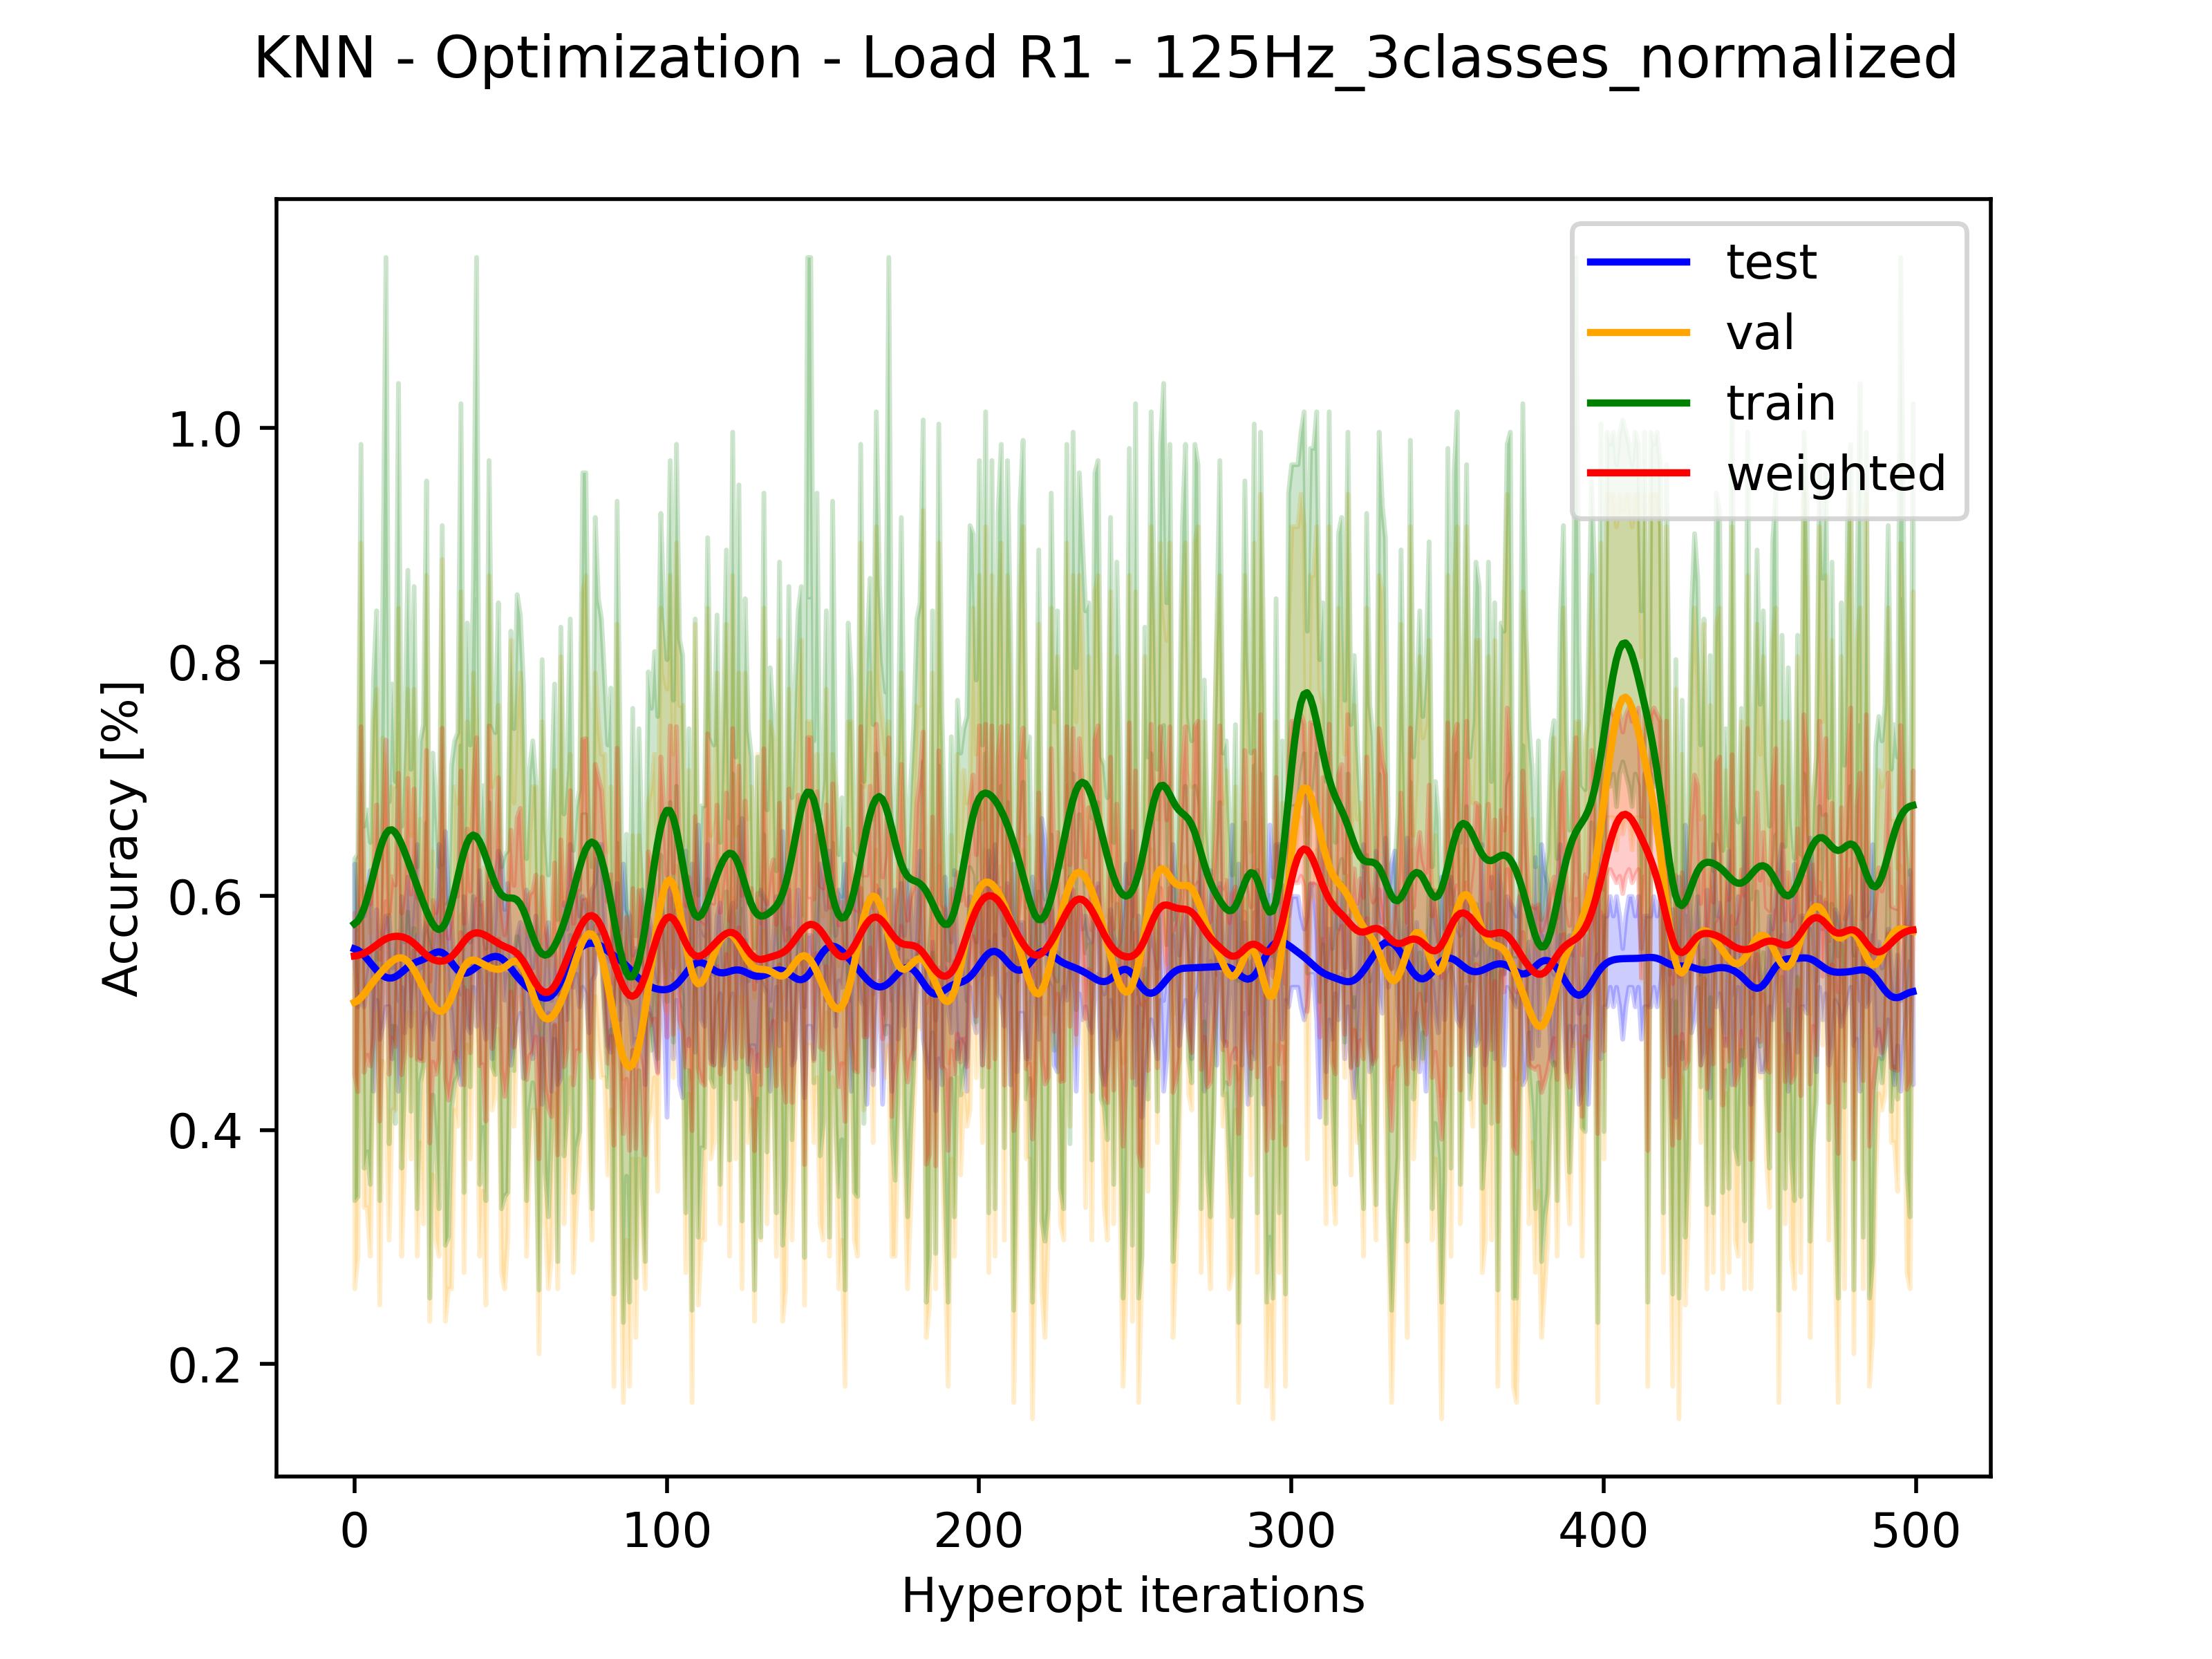 KNN - Optimization - Load R1 - 125Hz_3classes_normalized
test
val
train
weighted
Accuracy [%]
1.0
0.8
0.6
0.4
0.2
0 100 200 300 400 500
Hyperopt iterations